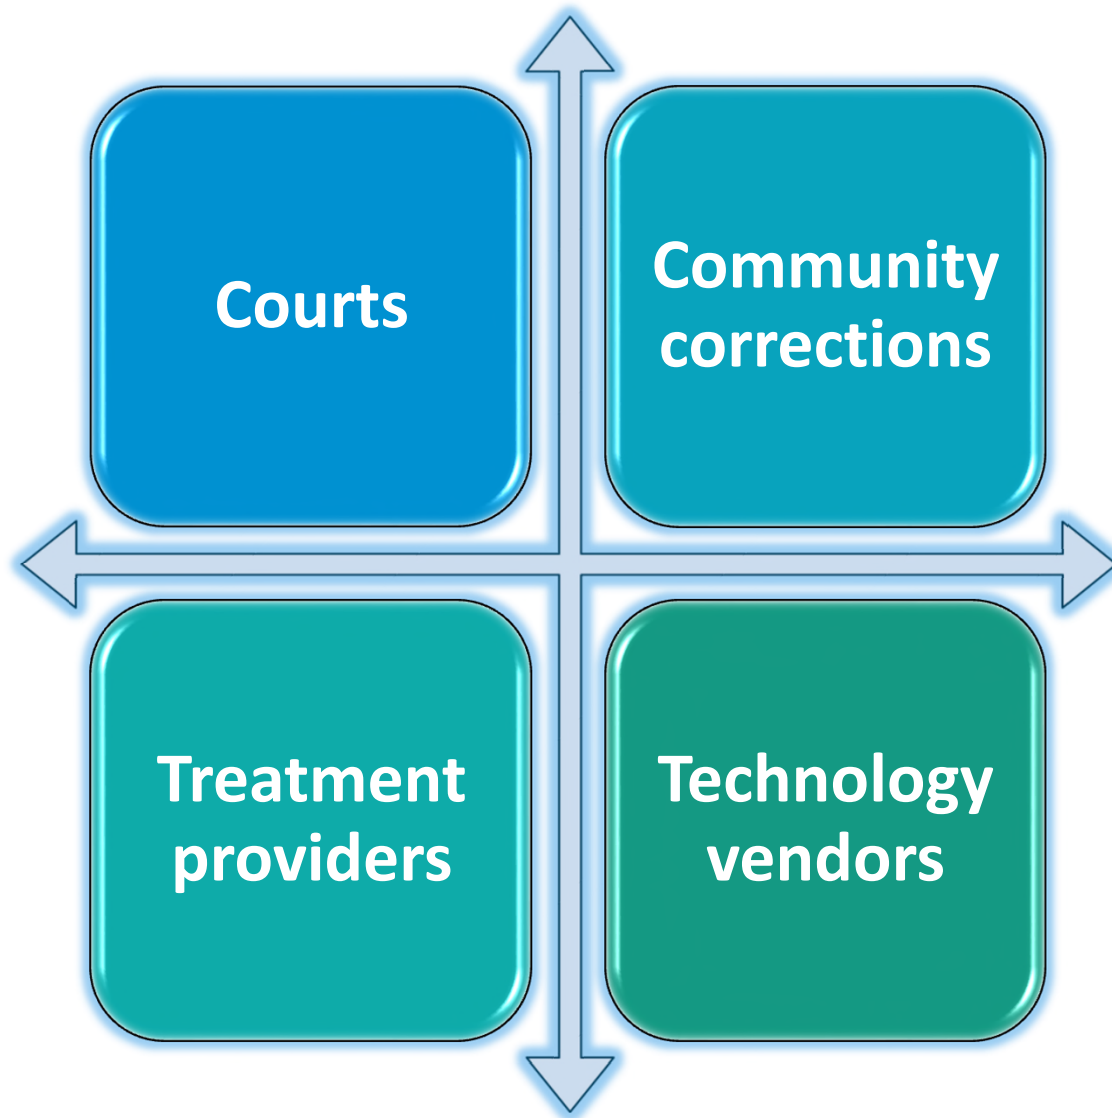 Courts
Community
corrections
Treatment
providers
Technology
vendors